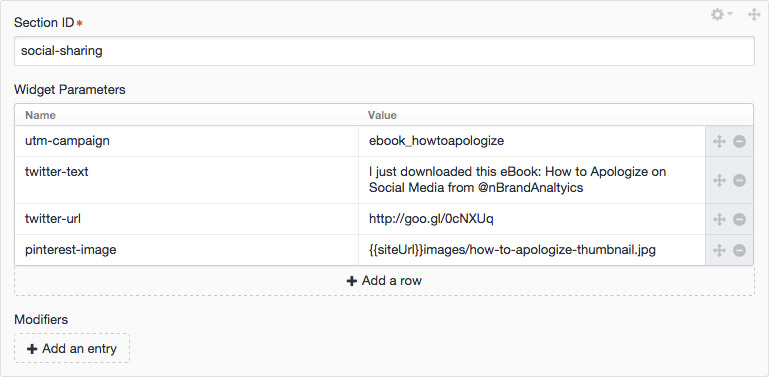 Section ID *
social-sharing
Widget Parameters
Name Value
utm-campaign ebook_howtoapologize
twitter-text I just downloaded this eBook: How to Apologize on
Social Media from @nBrandAnaltyics
twitter-url http://goo.gl/0cNXUq
pinterest-image {{siteUrl}}images/how-to-apologize-thumbnail.jpg
+ Add a row
Modifiers
+ Add an entry